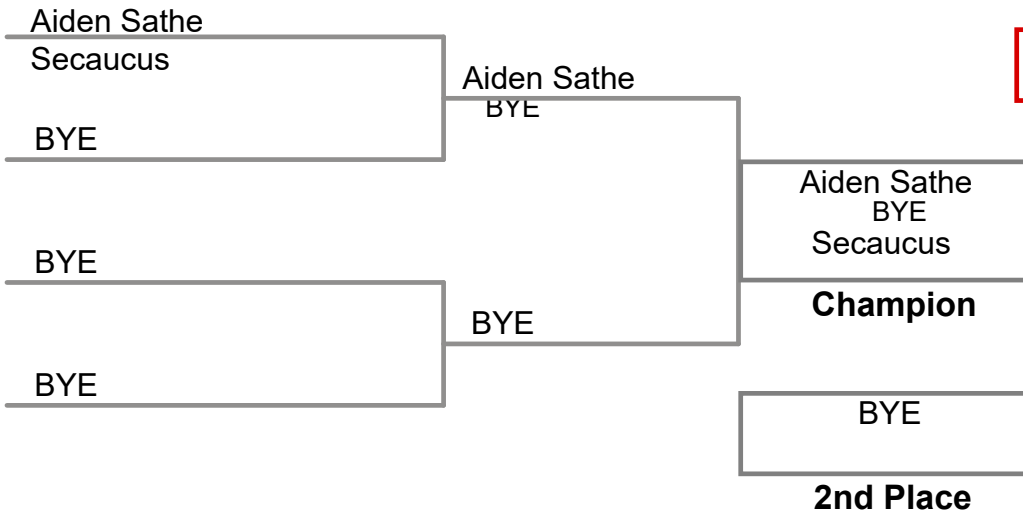 Aiden Sathe
Secaucus
BYE
BYE
BYE
Aiden Sathe
BYE
BYE
Aiden Sathe
BYE
Secaucus
Champion
BYE
2nd Place